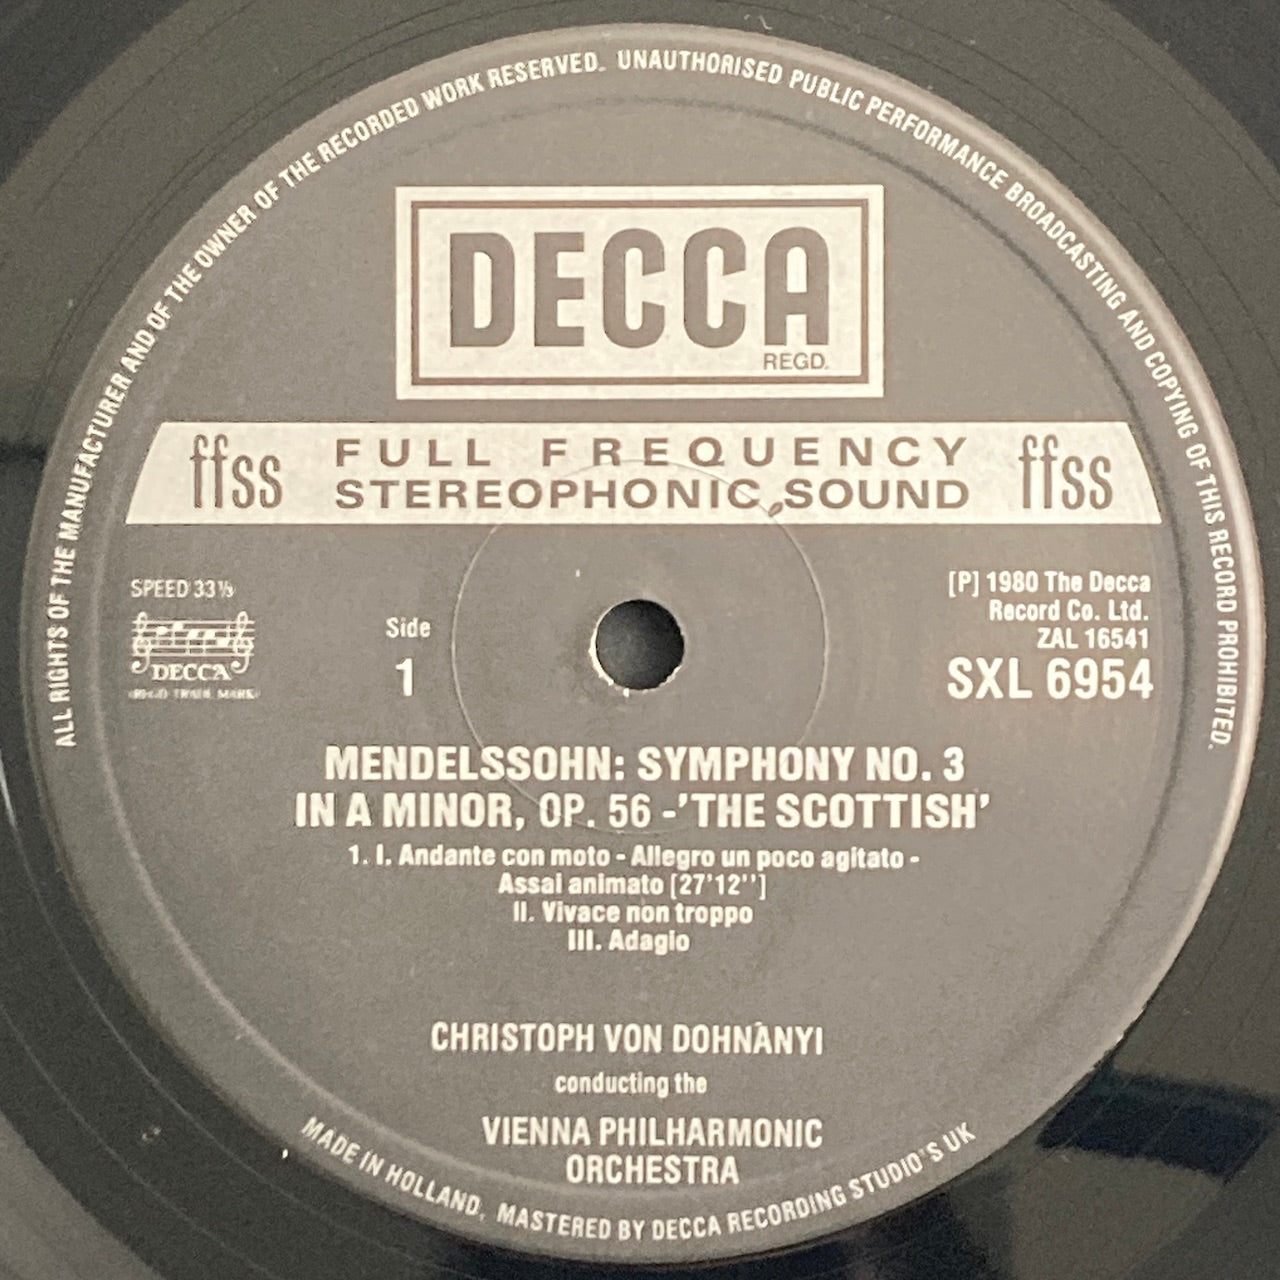 ALL RIGHTS OF THE MANUFACTURER AND OF THE OWNER OF THE RECORDED WORK RESERVED. UNAUTHORISED PUBLIC PERFORMANCE BROADCASTING AND COPYING OF THIS RECORD PROHIBITED.
DECCA
REGD.
ffss FULL FREQUENCY ffss
STEREOPHONIC SOUND
SPEED 33⅓
DECCA
REGD TRADE MARK
Side
1
[P] 1980 The Decca
Record Co. Ltd.
ZAL 16541
SXL 6954
MENDELSSOHN: SYMPHONY NO. 3
IN A MINOR, OP. 56 -'THE SCOTTISH'
1. I. Andante con moto - Allegro un poco agitato -
Assai animato [27'12'']
II. Vivace non troppo
III. Adagio
CHRISTOPH VON DOHNÀNYI
conducting the
VIENNA PHILHARMONIC
ORCHESTRA
MADE IN HOLLAND. MASTERED BY DECCA RECORDING STUDIO'S UK